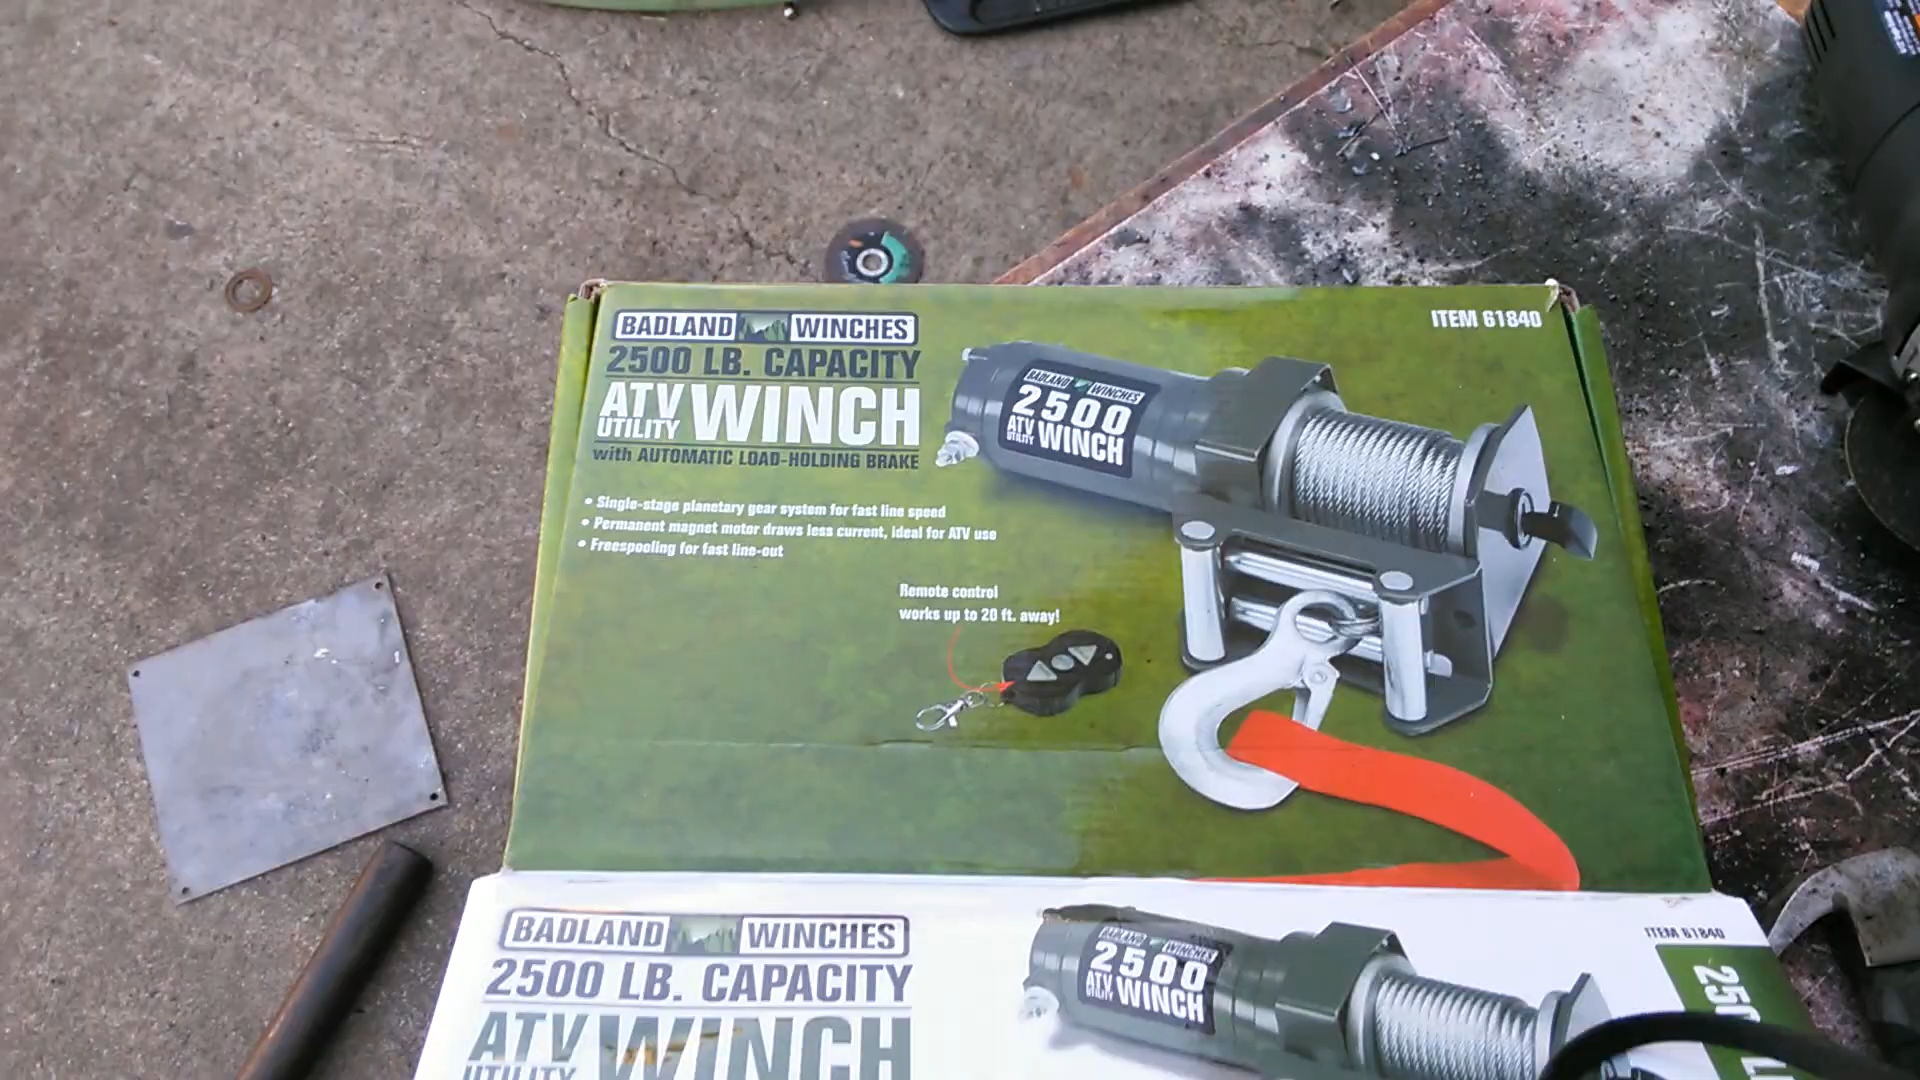 BADLAND WINCHES
2500 LB. CAPACITY
ATV UTILITY WINCH
with AUTOMATIC LOAD-HOLDING BRAKE
• Single-stage planetary gear system for fast line speed
• Permanent magnet motor draws less current, ideal for ATV use
• Freespooling for fast line-out
Remote control
works up to 20 ft. away!
ITEM 61840
BADLAND WINCHES
2500
ATV UTILITY WINCH
BADLAND WINCHES
2500 LB. CAPACITY
ATV UTILITY WINCH
BADLAND WINCHES
2500
ATV UTILITY WINCH
ITEM 61840